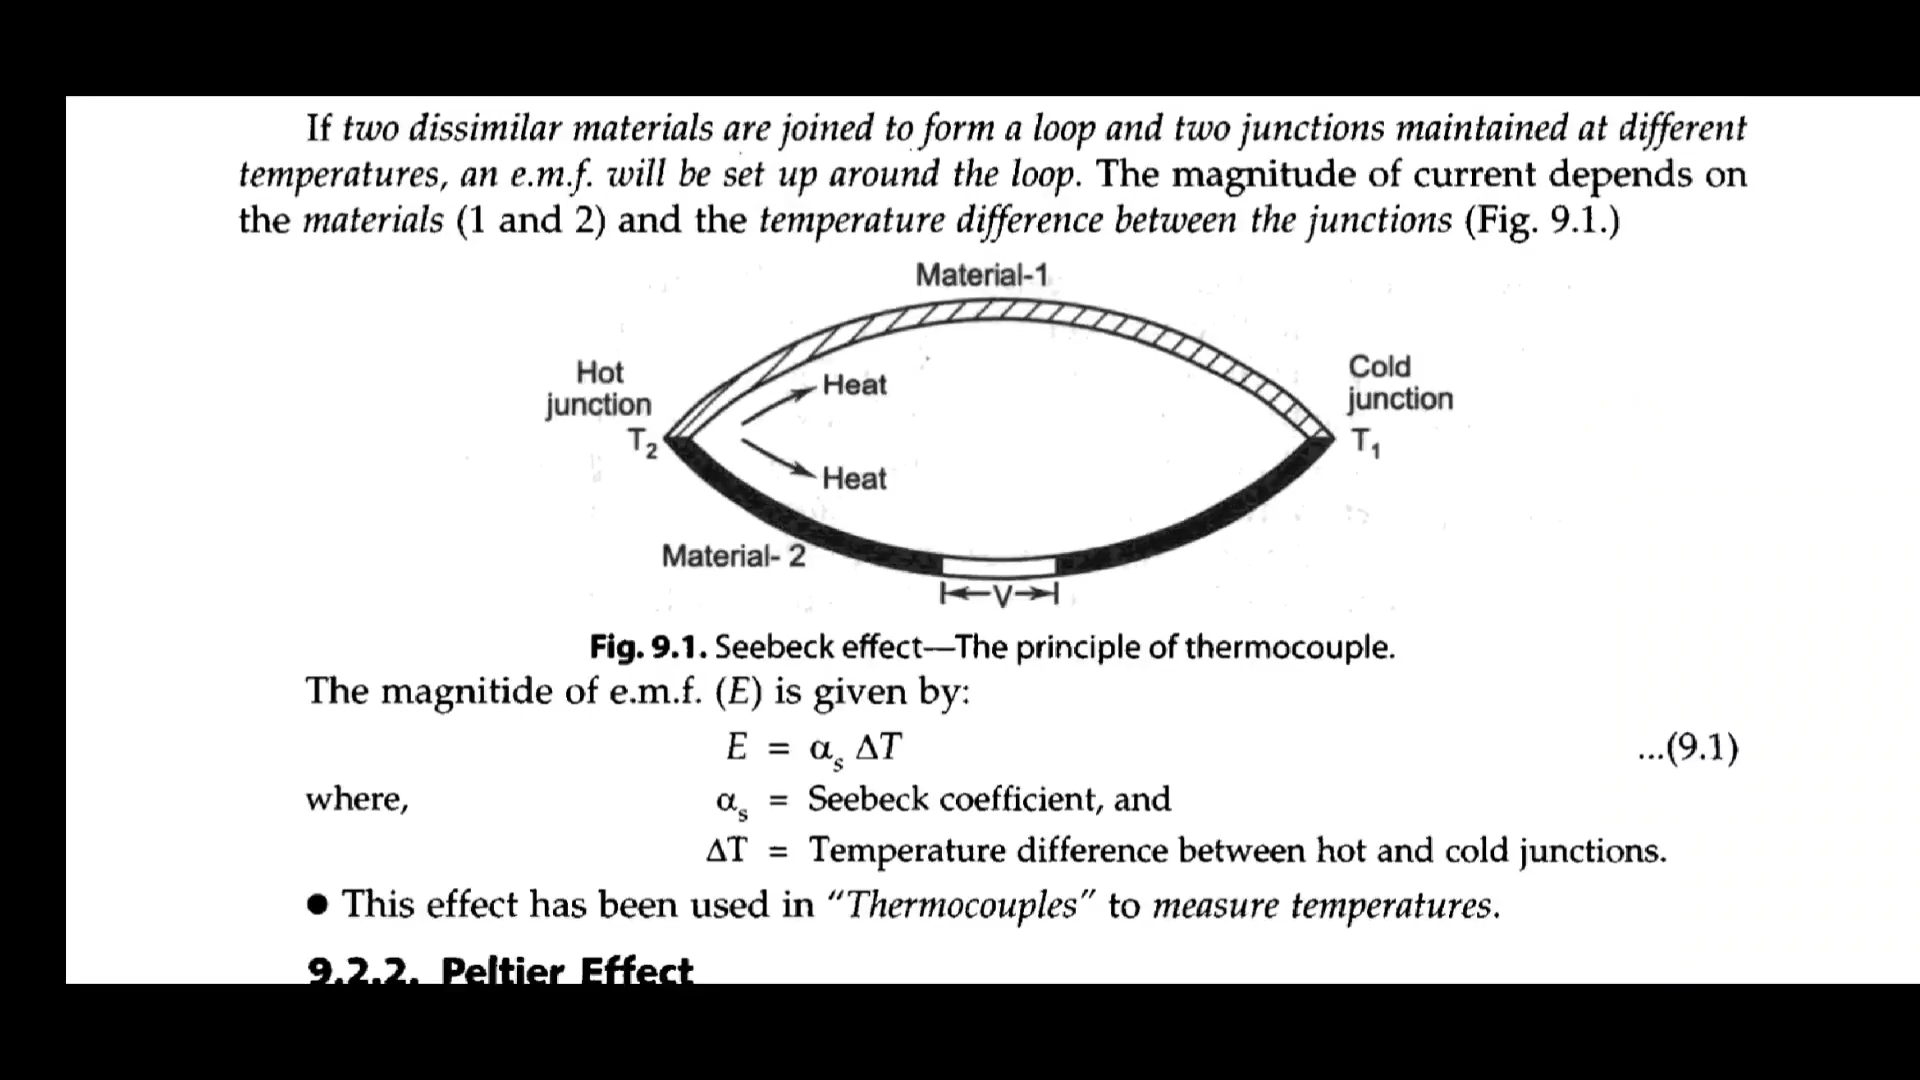 If two dissimilar materials are joined to form a loop and two junctions maintained at different
temperatures, an e.m.f. will be set up around the loop. The magnitude of current depends on
the materials (1 and 2) and the temperature difference between the junctions (Fig. 9.1.)
Material-1
Hot
junction
T₂
Heat
Heat
Cold
junction
T₁
Material- 2
V
Fig. 9.1. Seebeck effect—The principle of thermocouple.
The magnitide of e.m.f. (E) is given by:
E = αₛ ΔT ...(9.1)
where, αₛ = Seebeck coefficient, and
ΔT = Temperature difference between hot and cold junctions.
● This effect has been used in "Thermocouples" to measure temperatures.
9.2.2. Peltier Effect